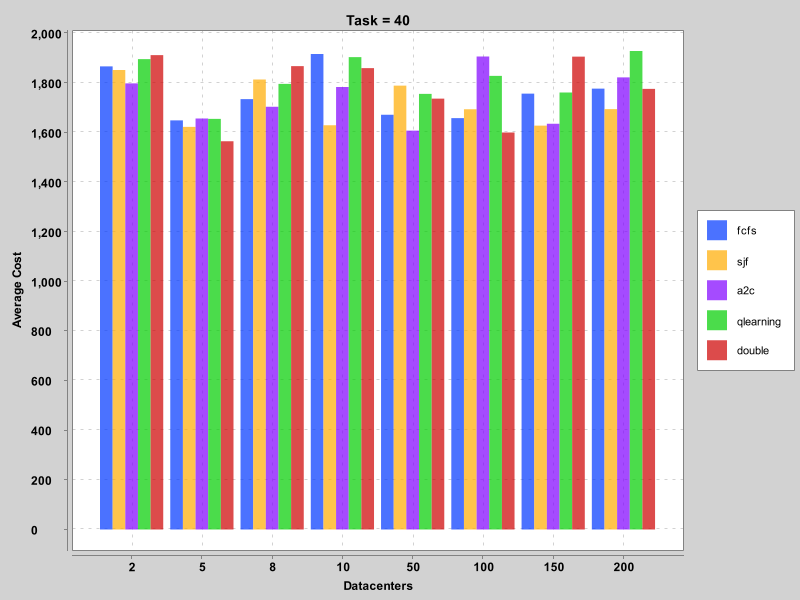 Task = 40
2,000
1,800
1,600
1,400
1,200
1,000
800
600
400
200
0
Average Cost
2 5 8 10 50 100 150 200
Datacenters
fcfs
sjf
a2c
qlearning
double